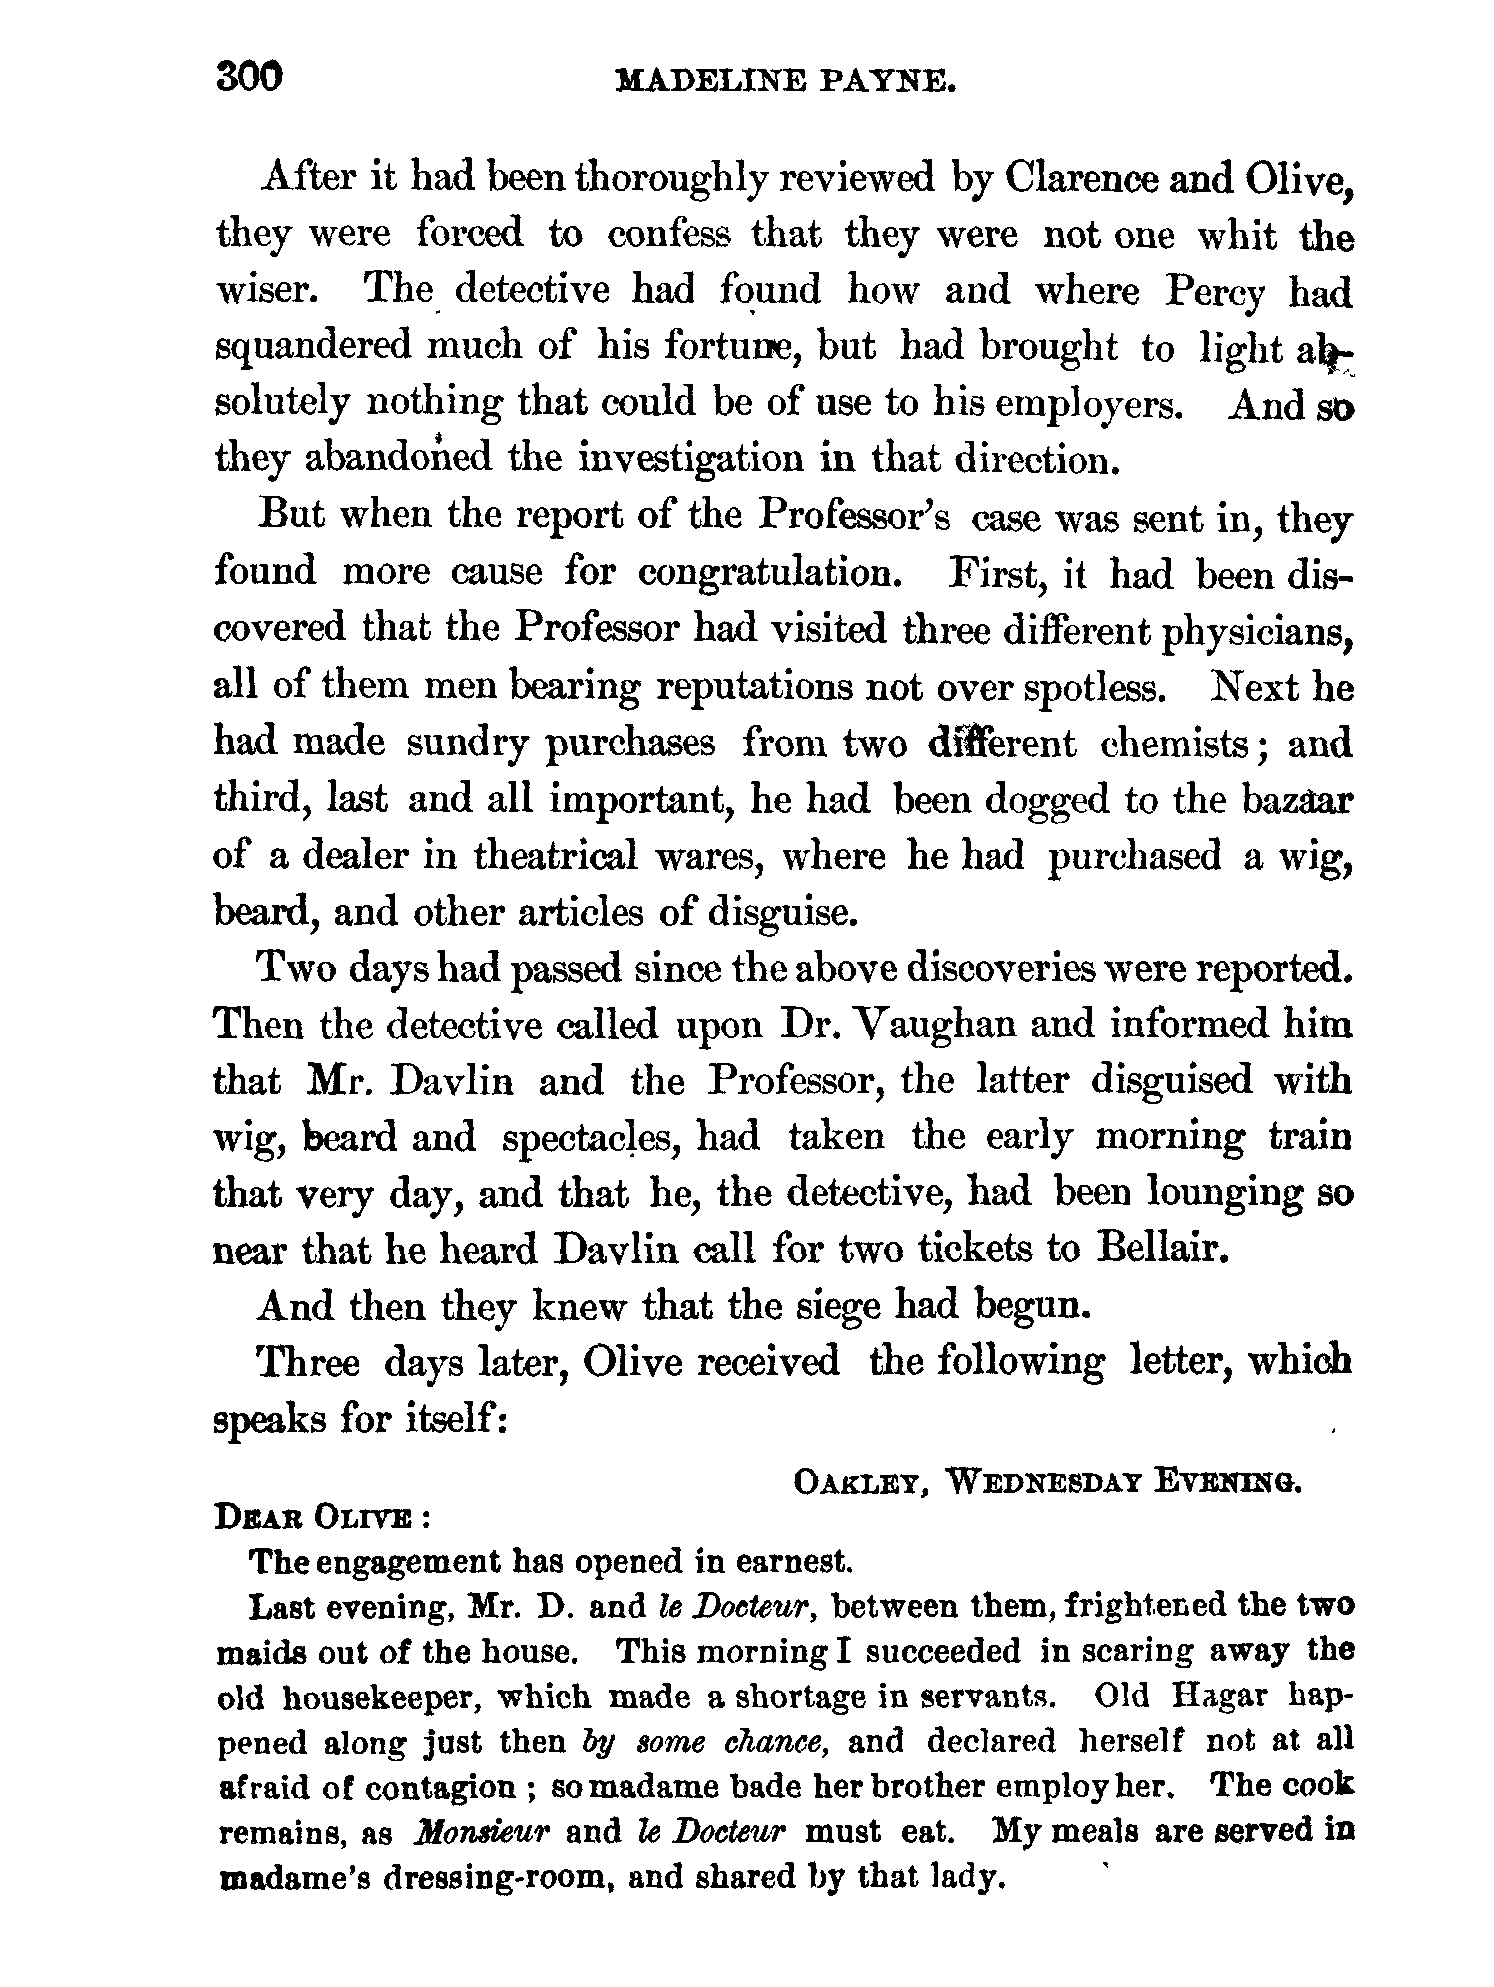 300 MADELINE PAYNE.
After it had been thoroughly reviewed by Clarence and Olive,
they were forced to confess that they were not one whit the
wiser. The detective had found how and where Percy had
squandered much of his fortune, but had brought to light ab-
solutely nothing that could be of use to his employers. And so
they abandoned the investigation in that direction.
But when the report of the Professor's case was sent in, they
found more cause for congratulation. First, it had been dis-
covered that the Professor had visited three different physicians,
all of them men bearing reputations not over spotless. Next he
had made sundry purchases from two different chemists; and
third, last and all important, he had been dogged to the bazaar
of a dealer in theatrical wares, where he had purchased a wig,
beard, and other articles of disguise.
Two days had passed since the above discoveries were reported.
Then the detective called upon Dr. Vaughan and informed him
that Mr. Davlin and the Professor, the latter disguised with
wig, beard and spectacles, had taken the early morning train
that very day, and that he, the detective, had been lounging so
near that he heard Davlin call for two tickets to Bellair.
And then they knew that the siege had begun.
Three days later, Olive received the following letter, which
speaks for itself:
OAKLEY, WEDNESDAY EVENING.
DEAR OLIVE:
The engagement has opened in earnest.
Last evening, Mr. D. and le Docteur, between them, frightened the two
maids out of the house. This morning I succeeded in scaring away the
old housekeeper, which made a shortage in servants. Old Hagar hap-
pened along just then by some chance, and declared herself not at all
afraid of contagion; so madame bade her brother employ her. The cook
remains, as Monsieur and le Docteur must eat. My meals are served in
madame's dressing-room, and shared by that lady.